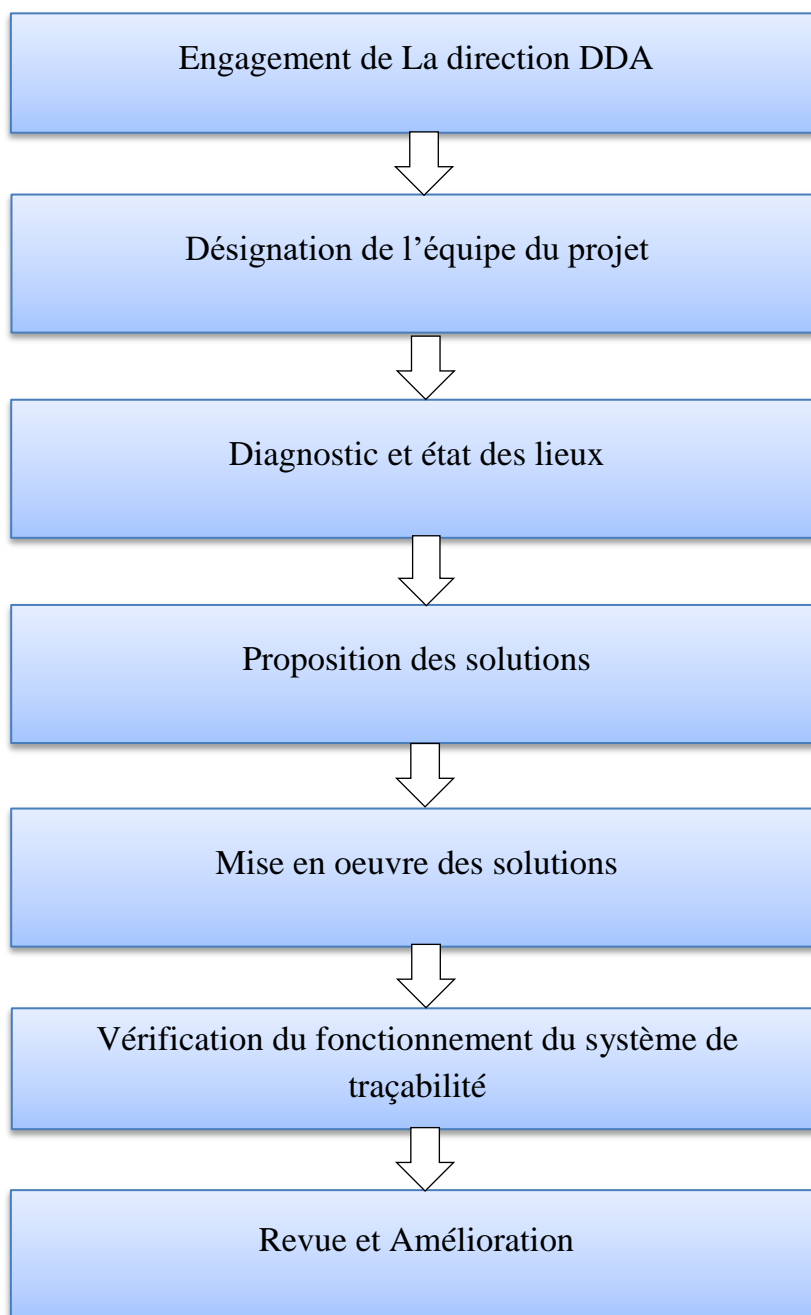 Engagement de La direction DDA
Désignation de l’équipe du projet
Diagnostic et état des lieux
Proposition des solutions
Mise en oeuvre des solutions
Vérification du fonctionnement du système de
traçabilité
Revue et Amélioration